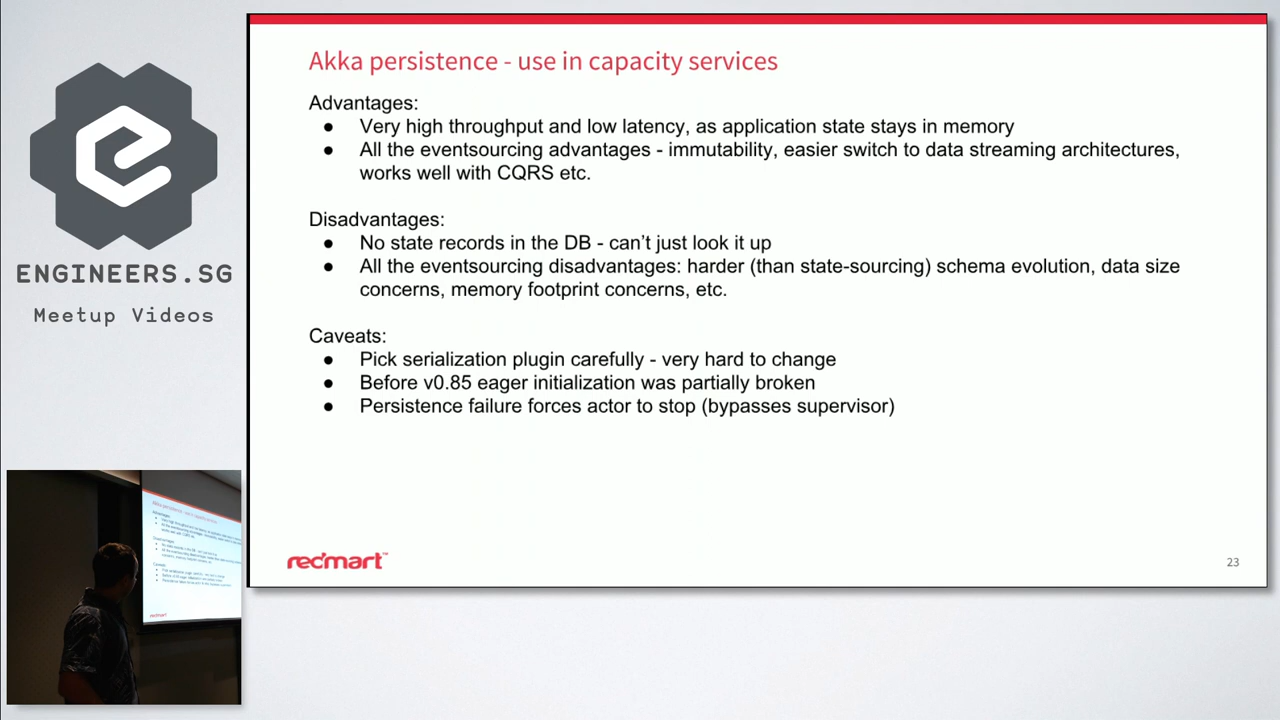 Akka persistence - use in capacity services
Advantages:
● Very high throughput and low latency, as application state stays in memory
● All the eventsourcing advantages - immutability, easier switch to data streaming architectures,
works well with CQRS etc.
Disadvantages:
● No state records in the DB - can't just look it up
● All the eventsourcing disadvantages: harder (than state-sourcing) schema evolution, data size
concerns, memory footprint concerns, etc.
Caveats:
● Pick serialization plugin carefully - very hard to change
● Before v0.85 eager initialization was partially broken
● Persistence failure forces actor to stop (bypasses supervisor)
redmart™
23
ENGINEERS.SG
Meetup Videos